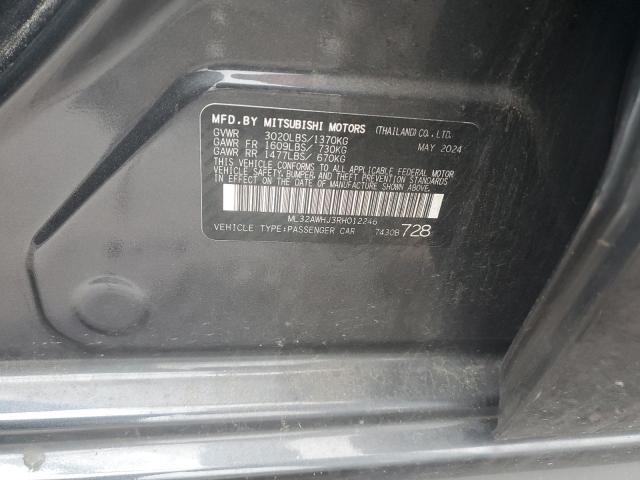 MFD.BY MITSUBISHI MOTORS (THAILAND) CO., LTD.
GVWR 3020LBS/1370KG MAY 2024
GAWR FR 1609LBS/ 730KG
GAWR RR 1477LBS/ 670KG
THIS VEHICLE CONFORMS TO ALL APPLICABLE FEDERAL MOTOR
VEHICLE SAFETY, BUMPER, AND THEFT PREVENTION STANDARDS
IN EFFECT ON THE DATE OF MANUFACTURE SHOWN ABOVE.
ML32AWHJ3RH012246
VEHICLE TYPE:PASSENGER CAR 7430B 728